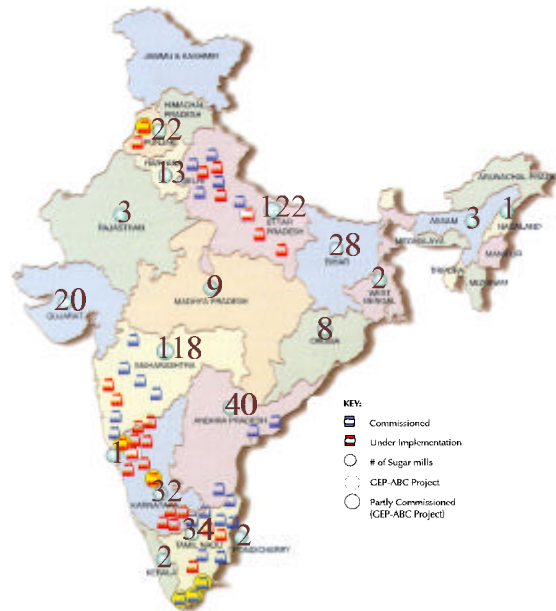 JAMMU & KASHMIR
HIMACHAL
PRADESH
22
PUNJAB
HARYANA
13
DELHI
3
RAJASTHAN
122
UTTAR
PRADESH
28
BIHAR
ARUNACHAL PRADESH
3
1
ASSAM
NAGALAND
MEGHALAYA
MANIPUR
TRIPURA
MIZORAM
2
WEST
BENGAL
9
MADHYA PRADESH
20
GUJARAT
8
ORISSA
118
MAHARASHTRA
40
ANDHRA PRADESH
1
32
KARNATAKA
34
TAMIL NADU
2
PONDICHERRY
2
KERALA
KEY:
Commissioned
Under Implementation
# of Sugar mills
GEP-ABC Project
Partly Commissioned
(GEP-ABC Project)